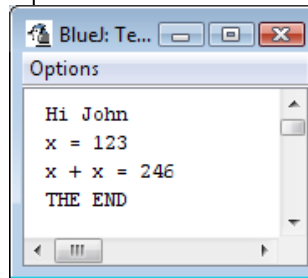 BlueJ: Te...
Options
Hi John
x = 123
x + x = 246
THE END